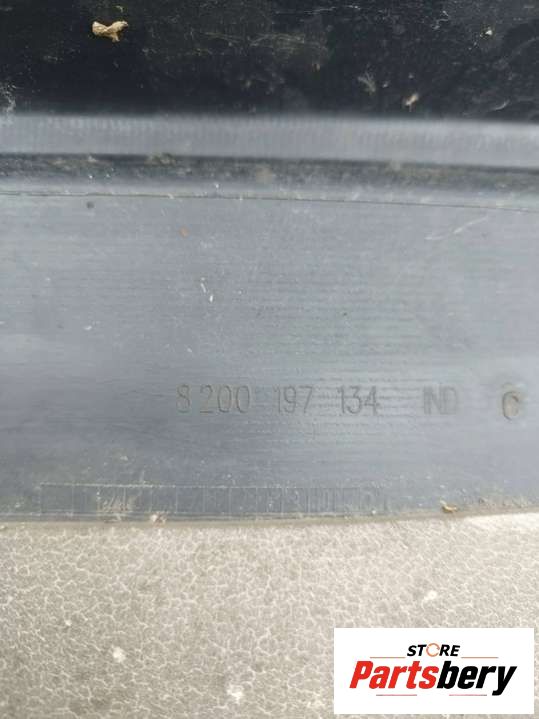 8 200 197 134 IND C
STORE
Partsbery